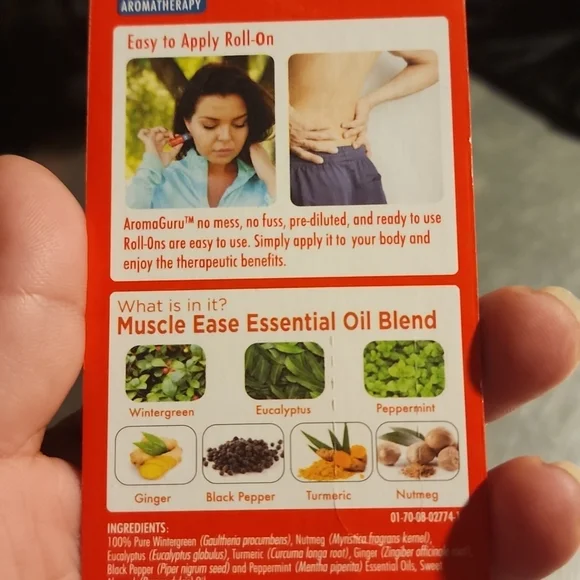 AROMATHERAPY
Easy to Apply Roll-On
AromaGuru™ no mess, no fuss, pre-diluted, and ready to use
Roll-Ons are easy to use. Simply apply it to your body and
enjoy the therapeutic benefits.
What is in it?
Muscle Ease Essential Oil Blend
Wintergreen
Eucalyptus
Peppermint
Ginger
Black Pepper
Turmeric
Nutmeg
01-70-08-02774-
INGREDIENTS:
100% Pure Wintergreen (Gaultheria procumbens), Nutmeg (Myristica fragrans kernel),
Eucalyptus (Eucalyptus globulus), Turmeric (Curcuma longa root), Ginger (Zingiber officinale
Black Pepper (Piper nigrum seed) and Peppermint (Mentha piperita) Essential Oils, Sweet